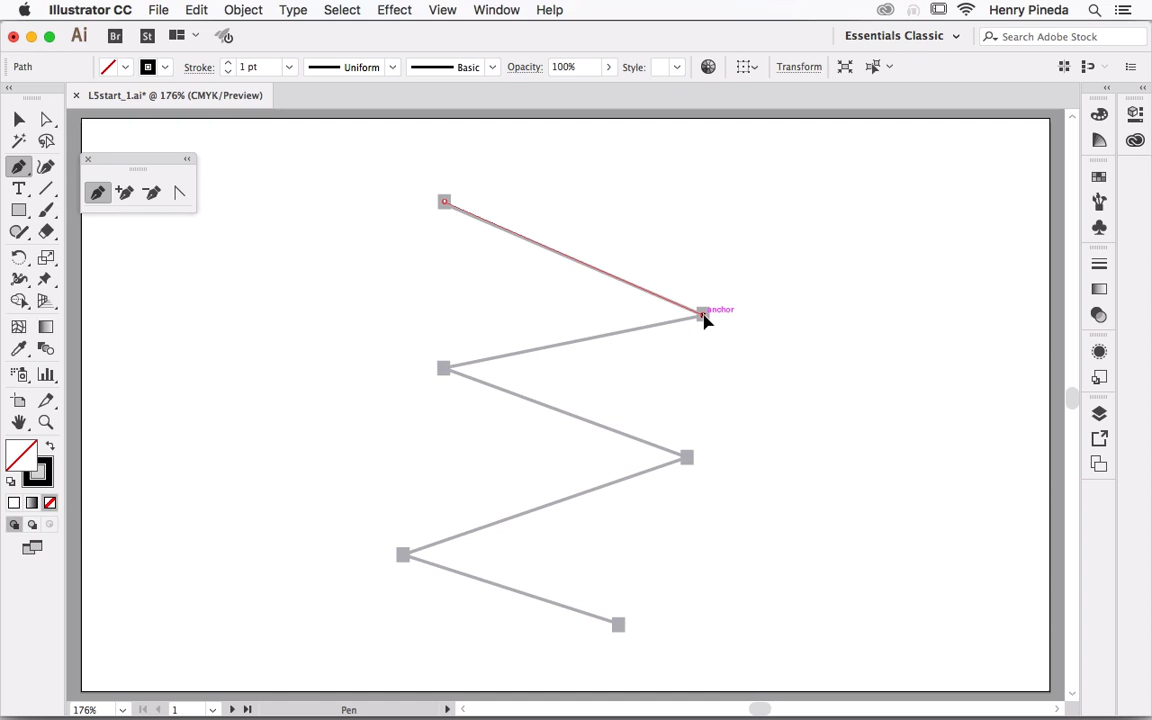 Illustrator CC File Edit Object Type Select Effect View Window Help Henry Pineda
Ai Br St Essentials Classic Search Adobe Stock
Path Stroke: 1 pt Uniform Basic Opacity: 100% Style: Transform
× L5start_1.ai* @ 176% (CMYK/Preview)
T
anchor
176% 1 Pen